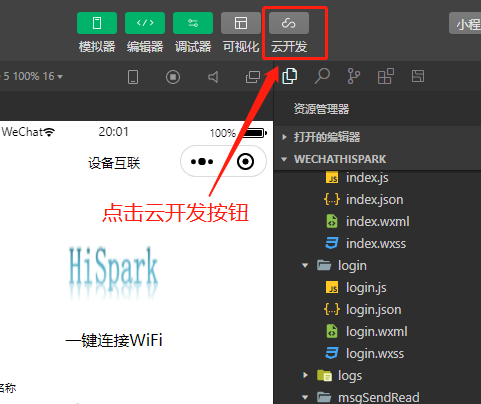 小程
模拟器 编辑器 调试器 可视化 云开发
5 100% 16
资源管理器
打开的编辑器
WECHATHISPARK
WeChat 20:01 100%
设备互联
点击云开发按钮
HiSpark
一键连接WiFi
名称
JS index.js
{..} index.json
index.wxml
index.wxss
login
JS login.js
{..} login.json
login.wxml
login.wxss
logs
msgSendRead